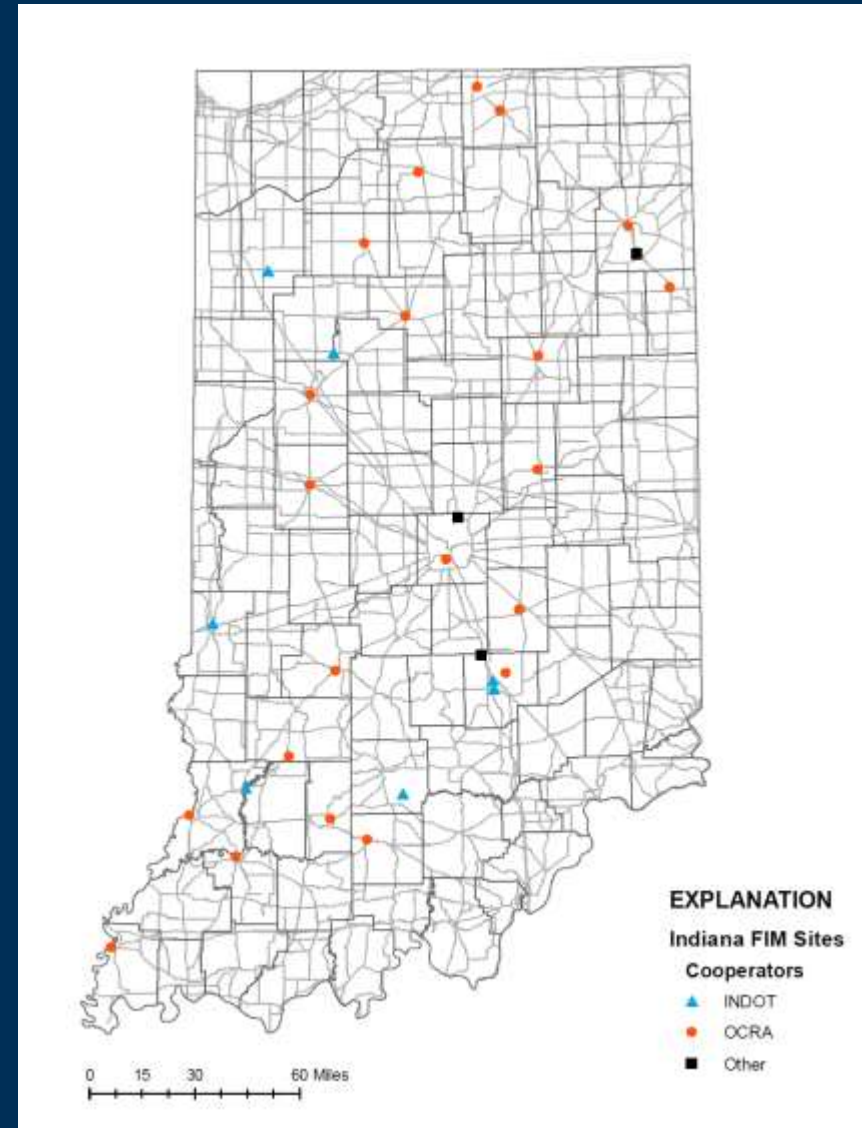 EXPLANATION
Indiana FIM Sites
Cooperators
INDOT
OCRA
Other
0 15 30 60 Miles